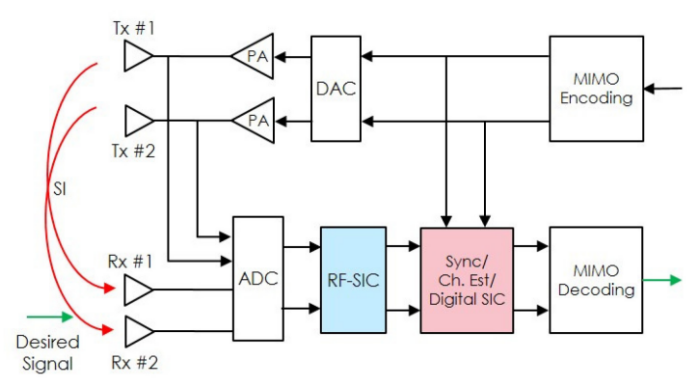 Tx #1
PA
DAC
MIMO
Encoding
PA
Tx #2
SI
Rx #1
ADC
RF-SIC
Sync/
Ch. Est/
Digital SIC
MIMO
Decoding
Desired
Signal
Rx #2